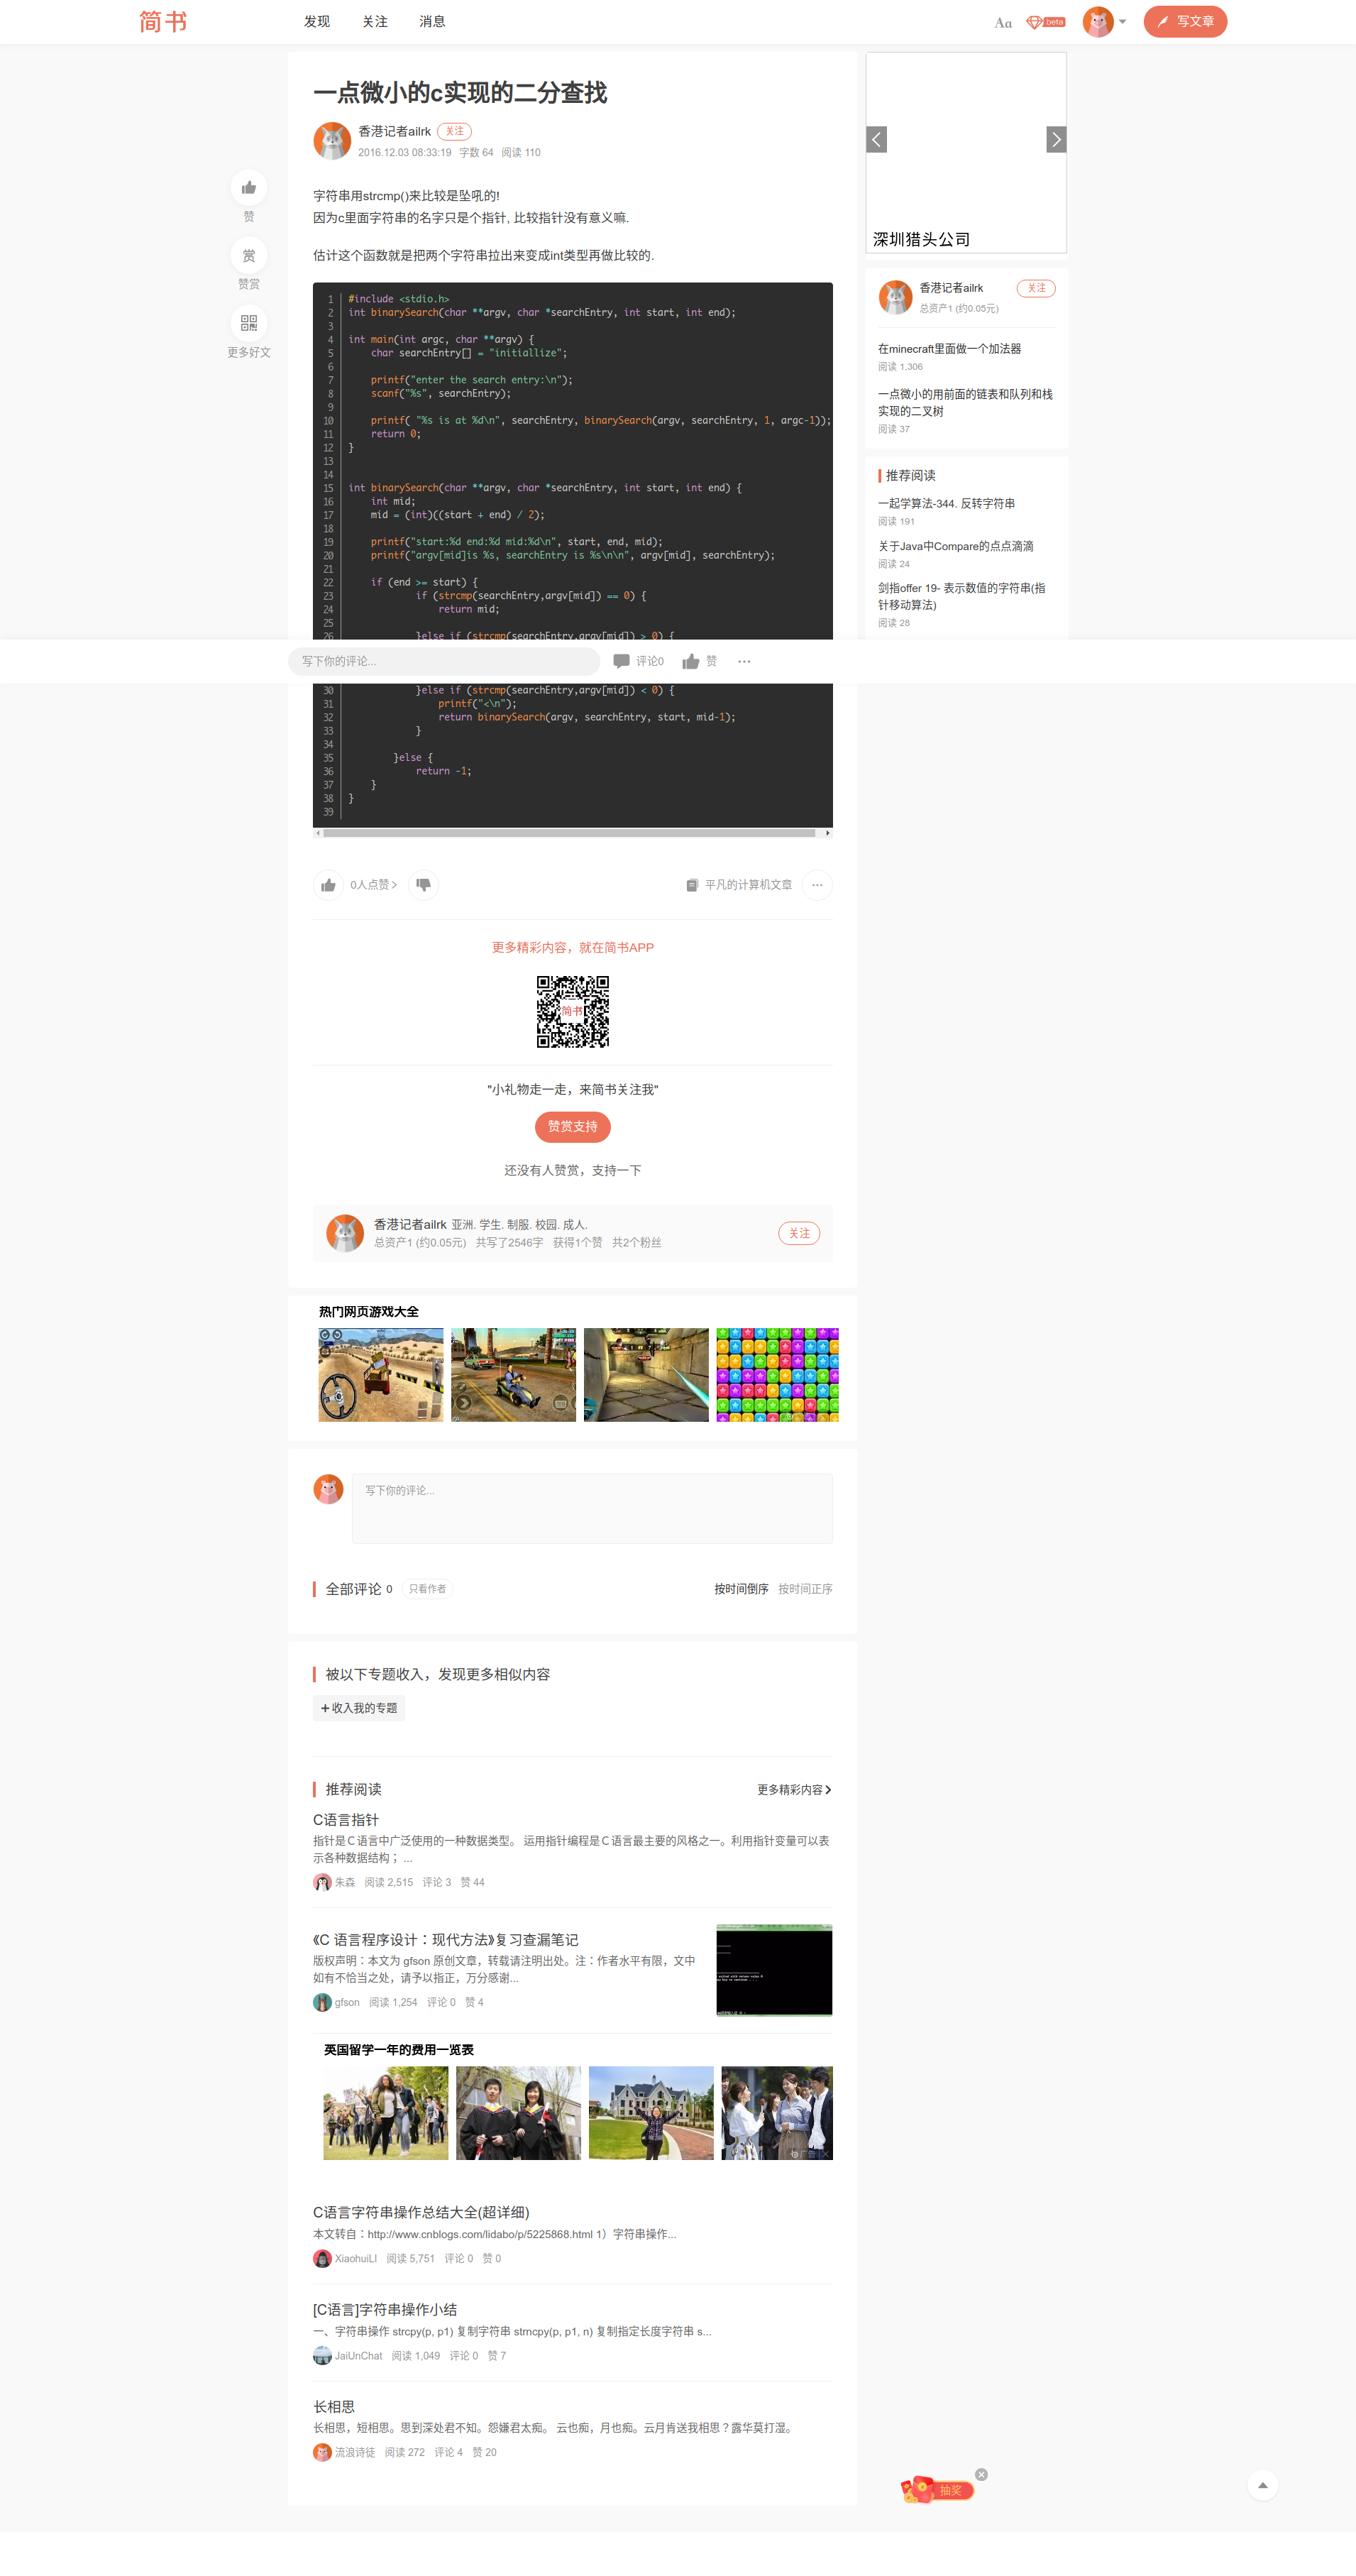 简书
发现 关注 消息
Aa beta 写文章
一点微小的c实现的二分查找
香港记者ailrk 关注
2016.12.03 08:33:19 字数 64 阅读 110
赞
赏
赞赏
更多好文
字符串用strcmp()来比较是坠吼的!
因为c里面字符串的名字只是个指针, 比较指针没有意义嘛.
估计这个函数就是把两个字符串拉出来变成int类型再做比较的.
1 #include <stdio.h>
2 int binarySearch(char **argv, char *searchEntry, int start, int end);
3
4 int main(int argc, char **argv) {
5     char searchEntry[] = "initiallize";
6
7     printf("enter the search entry:\n");
8     scanf("%s", searchEntry);
9
10     printf( "%s is at %d\n", searchEntry, binarySearch(argv, searchEntry, 1, argc-1));
11     return 0;
12 }
13
14
15 int binarySearch(char **argv, char *searchEntry, int start, int end) {
16     int mid;
17     mid = (int)((start + end) / 2);
18
19     printf("start:%d end:%d mid:%d\n", start, end, mid);
20     printf("argv[mid]is %s, searchEntry is %s\n\n", argv[mid], searchEntry);
21
22     if (end >= start) {
23             if (strcmp(searchEntry,argv[mid]) == 0) {
24                 return mid;
25
26             }else if (strcmp(searchEntry,argv[mid]) > 0) {
写下你的评论... 评论0 赞
30             }else if (strcmp(searchEntry,argv[mid]) < 0) {
31                 printf("<\n");
32                 return binarySearch(argv, searchEntry, start, mid-1);
33             }
34
35         }else {
36             return -1;
37     }
38 }
39
0人点赞 平凡的计算机文章
更多精彩内容，就在简书APP
简书
"小礼物走一走，来简书关注我"
赞赏支持
还没有人赞赏，支持一下
香港记者ailrk 亚洲. 学生. 制服. 校园. 成人.
总资产1 (约0.05元) 共写了2546字 获得1个赞 共2个粉丝
关注
热门网页游戏大全
写下你的评论...
全部评论 0 只看作者 按时间倒序 按时间正序
被以下专题收入，发现更多相似内容
收入我的专题
推荐阅读 更多精彩内容
C语言指针
指针是Ｃ语言中广泛使用的一种数据类型。 运用指针编程是Ｃ语言最主要的风格之一。利用指针变量可以表
示各种数据结构； ...
朱森 阅读 2,515 评论 3 赞 44
《C 语言程序设计：现代方法》复习查漏笔记
版权声明：本文为 gfson 原创文章，转载请注明出处。注：作者水平有限，文中
如有不恰当之处，请予以指正，万分感谢...
gfson 阅读 1,254 评论 0 赞 4
英国留学一年的费用一览表
广告
C语言字符串操作总结大全(超详细)
本文转自：http://www.cnblogs.com/lidabo/p/5225868.html 1）字符串操作...
XiaohuiLI 阅读 5,751 评论 0 赞 0
[C语言]字符串操作小结
一、字符串操作 strcpy(p, p1) 复制字符串 strncpy(p, p1, n) 复制指定长度字符串 s...
JaiUnChat 阅读 1,049 评论 0 赞 7
长相思
长相思，短相思。思到深处君不知。怨嫌君太痴。 云也痴，月也痴。云月肯送我相思？露华莫打湿。
流浪诗徒 阅读 272 评论 4 赞 20
深圳猎头公司
香港记者ailrk 关注
总资产1 (约0.05元)
在minecraft里面做一个加法器
阅读 1,306
一点微小的用前面的链表和队列和栈
实现的二叉树
阅读 37
推荐阅读
一起学算法-344. 反转字符串
阅读 191
关于Java中Compare的点点滴滴
阅读 24
剑指offer 19- 表示数值的字符串(指
针移动算法)
阅读 28
抽奖